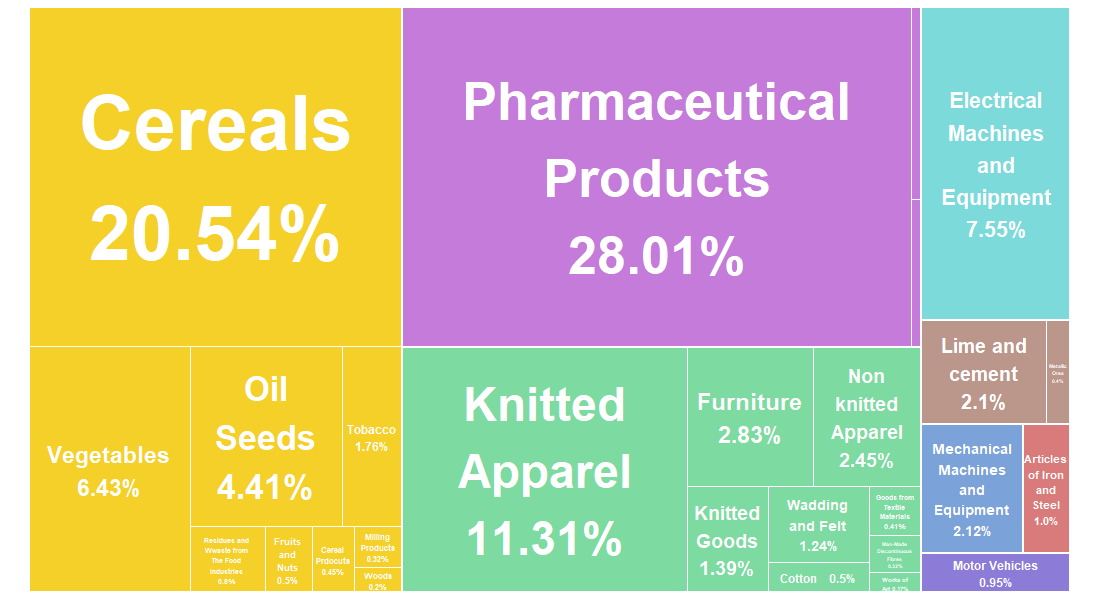 Cereals
20.54%
Pharmaceutical
Products
28.01%
Electrical
Machines
and
Equipment
7.55%
Lime and
cement
2.1%
Metallic
Ores
0.4%
Vegetables
6.43%
Oil
Seeds
4.41%
Tobacco
1.76%
Residues and
Wwaste from
The Food
Industries
0.8%
Fruits
and
Nuts
0.5%
Cereal
Prdocuts
0.45%
Milling
Products
0.32%
Woods
0.2%
Knitted
Apparel
11.31%
Furniture
2.83%
Non
knitted
Apparel
2.45%
Knitted
Goods
1.39%
Wadding
and Felt
1.24%
Cotton 0.5%
Goods from
Textile
Materials
0.41%
Man-Made
Discontinuous
Fibres
Works of
Art 0.17%
Mechanical
Machines
and
Equipment
2.12%
Articles
of Iron
and
Steel
1.0%
Motor Vehicles
0.95%